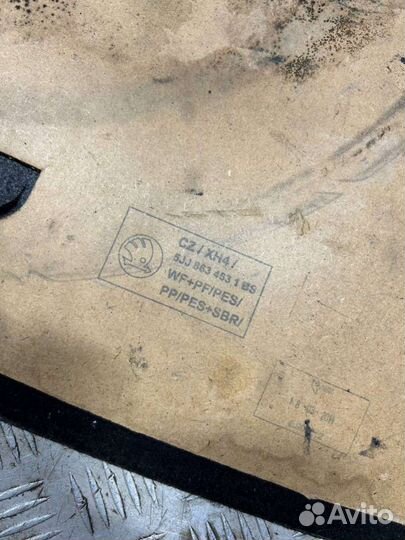 CZ / XH4 /
5JJ 863 463 1 BS
WF+PF/PES/
PP/PES+SBR/
Avito